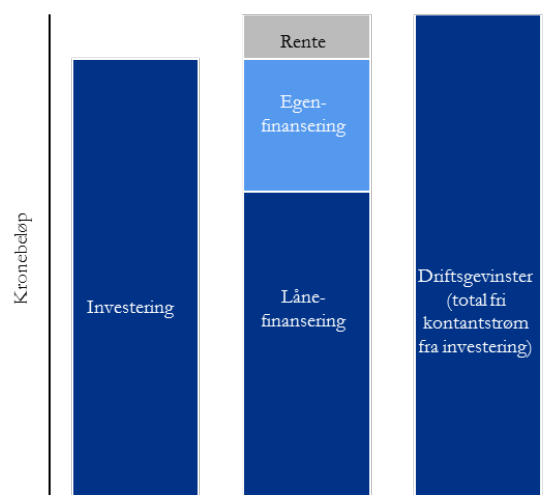 Kronebeløp
Investering
Rente
Egen-
finansering
Låne-
finansering
Driftsgevinster
(total fri
kontantstrøm
fra investering)